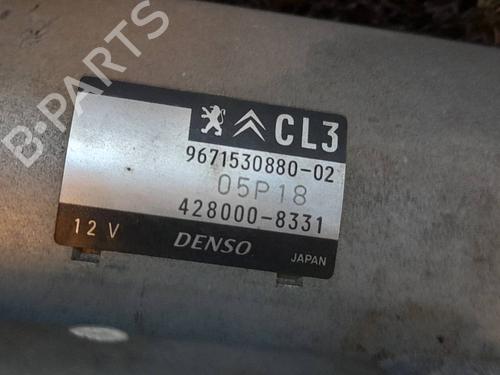 B-PARTS
CL3
9671530880-02
05P18
428000-8331
12 V
DENSO
JAPAN